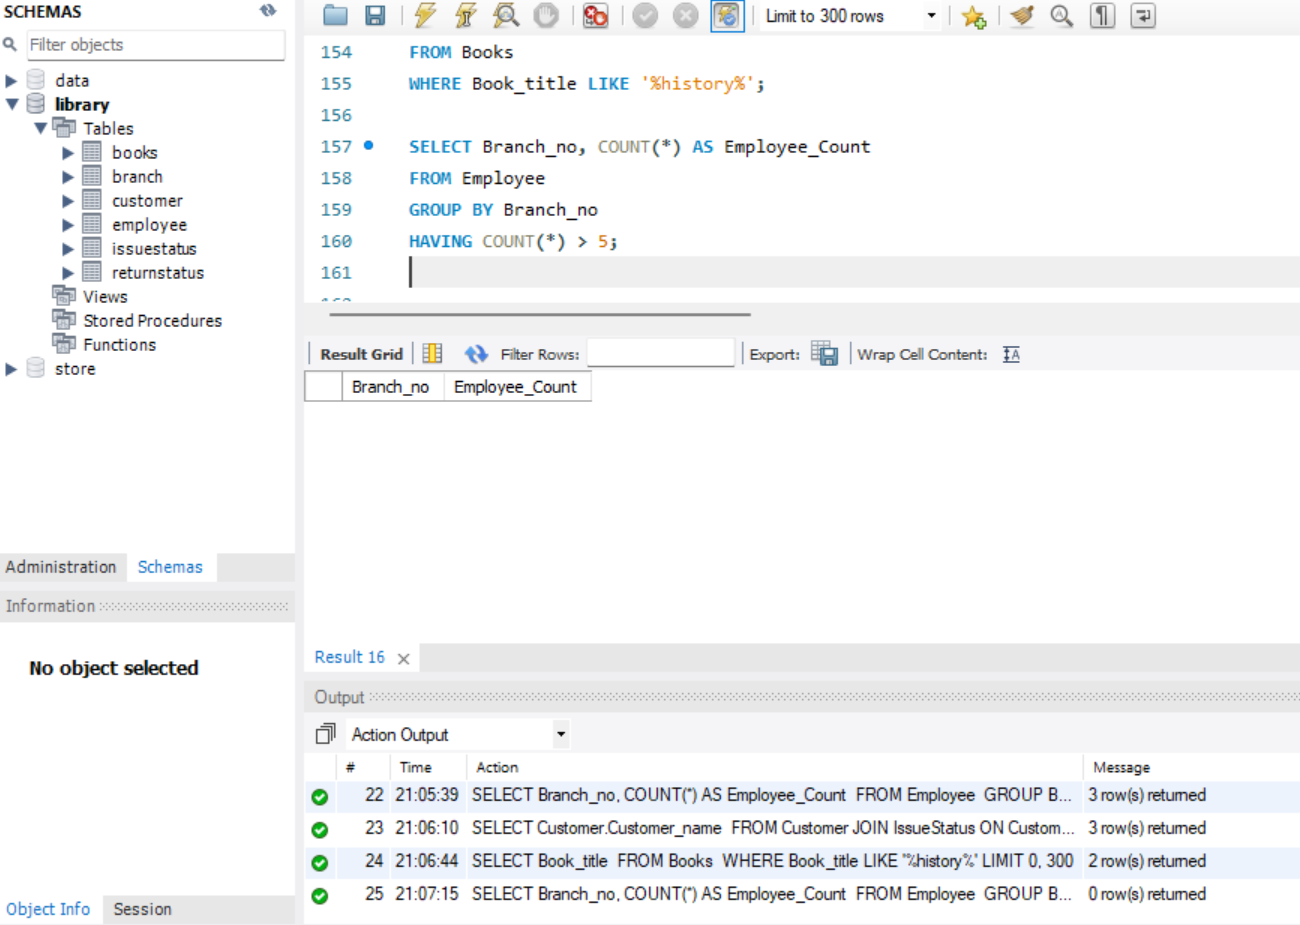 SCHEMAS
Filter objects
data
library
Tables
books
branch
customer
employee
issuestatus
returnstatus
Views
Stored Procedures
Functions
store
Administration Schemas
Information
No object selected
Object Info Session
Limit to 300 rows
154 FROM Books
155 WHERE Book_title LIKE '%history%';
156
157 SELECT Branch_no, COUNT(*) AS Employee_Count
158 FROM Employee
159 GROUP BY Branch_no
160 HAVING COUNT(*) > 5;
161
Result Grid Filter Rows: Export: Wrap Cell Content:
Branch_no Employee_Count
Result 16
Output
Action Output
# Time Action Message
22 21:05:39 SELECT Branch_no, COUNT(*) AS Employee_Count FROM Employee GROUP B... 3 row(s) returned
23 21:06:10 SELECT Customer.Customer_name FROM Customer JOIN IssueStatus ON Custom... 3 row(s) returned
24 21:06:44 SELECT Book_title FROM Books WHERE Book_title LIKE '%history%' LIMIT 0, 300 2 row(s) returned
25 21:07:15 SELECT Branch_no, COUNT(*) AS Employee_Count FROM Employee GROUP B... 0 row(s) returned